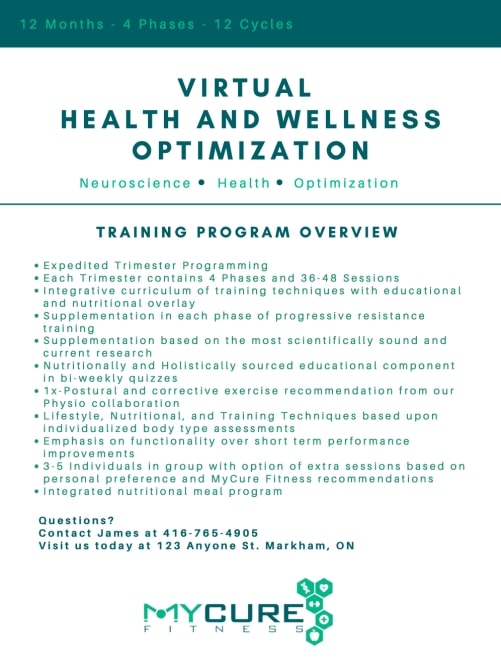 12 Months - 4 Phases - 12 Cycles
VIRTUAL
HEALTH AND WELLNESS
OPTIMIZATION
Neuroscience • Health • Optimization
TRAINING PROGRAM OVERVIEW
• Expedited Trimester Programming
• Each Trimester contains 4 Phases and 36-48 Sessions
• Integrative curriculum of training techniques with educational
and nutritional overlay
• Supplementation in each phase of progressive resistance
training
• Supplementation based on the most scientifically sound and
current research
• Nutritionally and Holistically sourced educational component
in bi-weekly quizzes
• 1x-Postural and corrective exercise recommendation from our
Physio collaboration
• Lifestyle, Nutritional, and Training Techniques based upon
individualized body type assessments
• Emphasis on functionality over short term performance
improvements
• 3-5 Individuals in group with option of extra sessions based on
personal preference and MyCure Fitness recommendations
• Integrated nutritional meal program
Questions?
Contact James at 416-765-4905
Visit us today at 123 Anyone St. Markham, ON
MYCURE
FITNESS